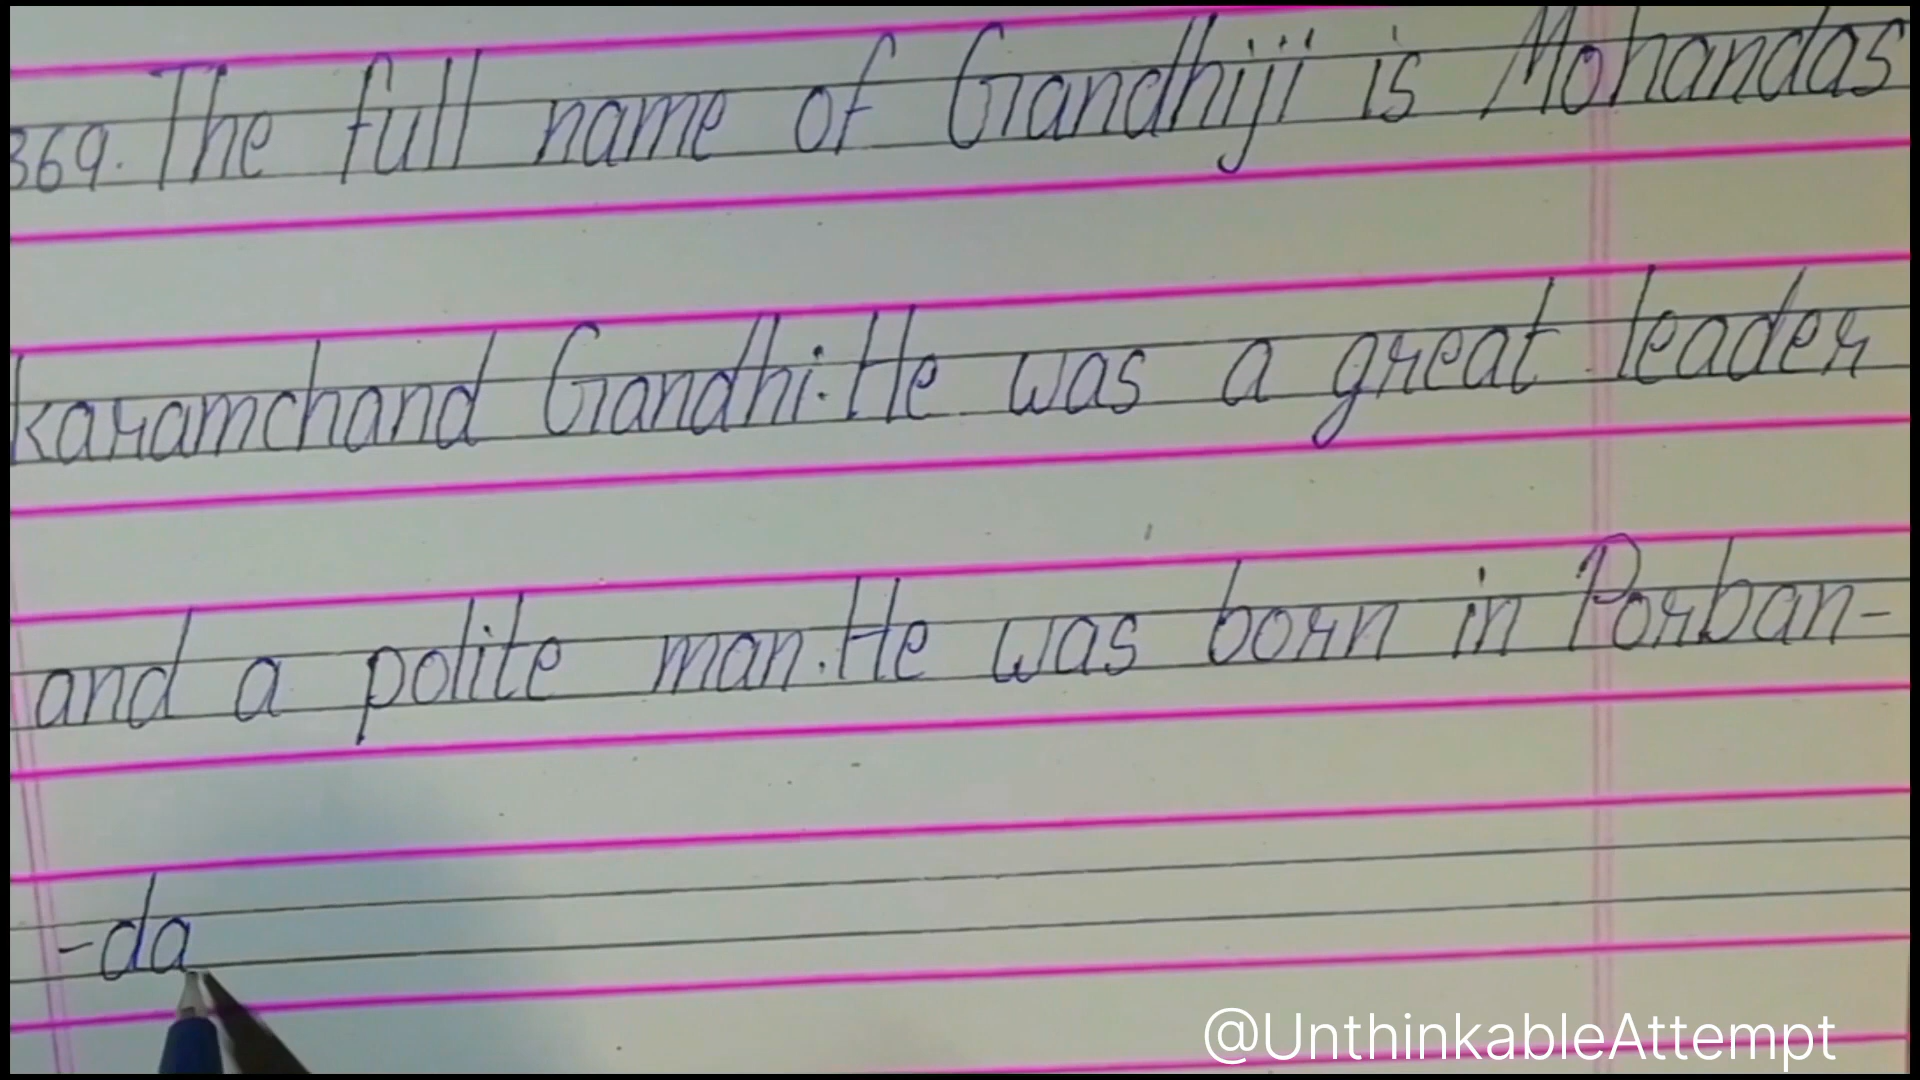 369. The full name of Gandhiji is Mohandas
karamchand Gandhi. He was a great leader
and a polite man. He was born in Porban-
-da
@UnthinkableAttempt